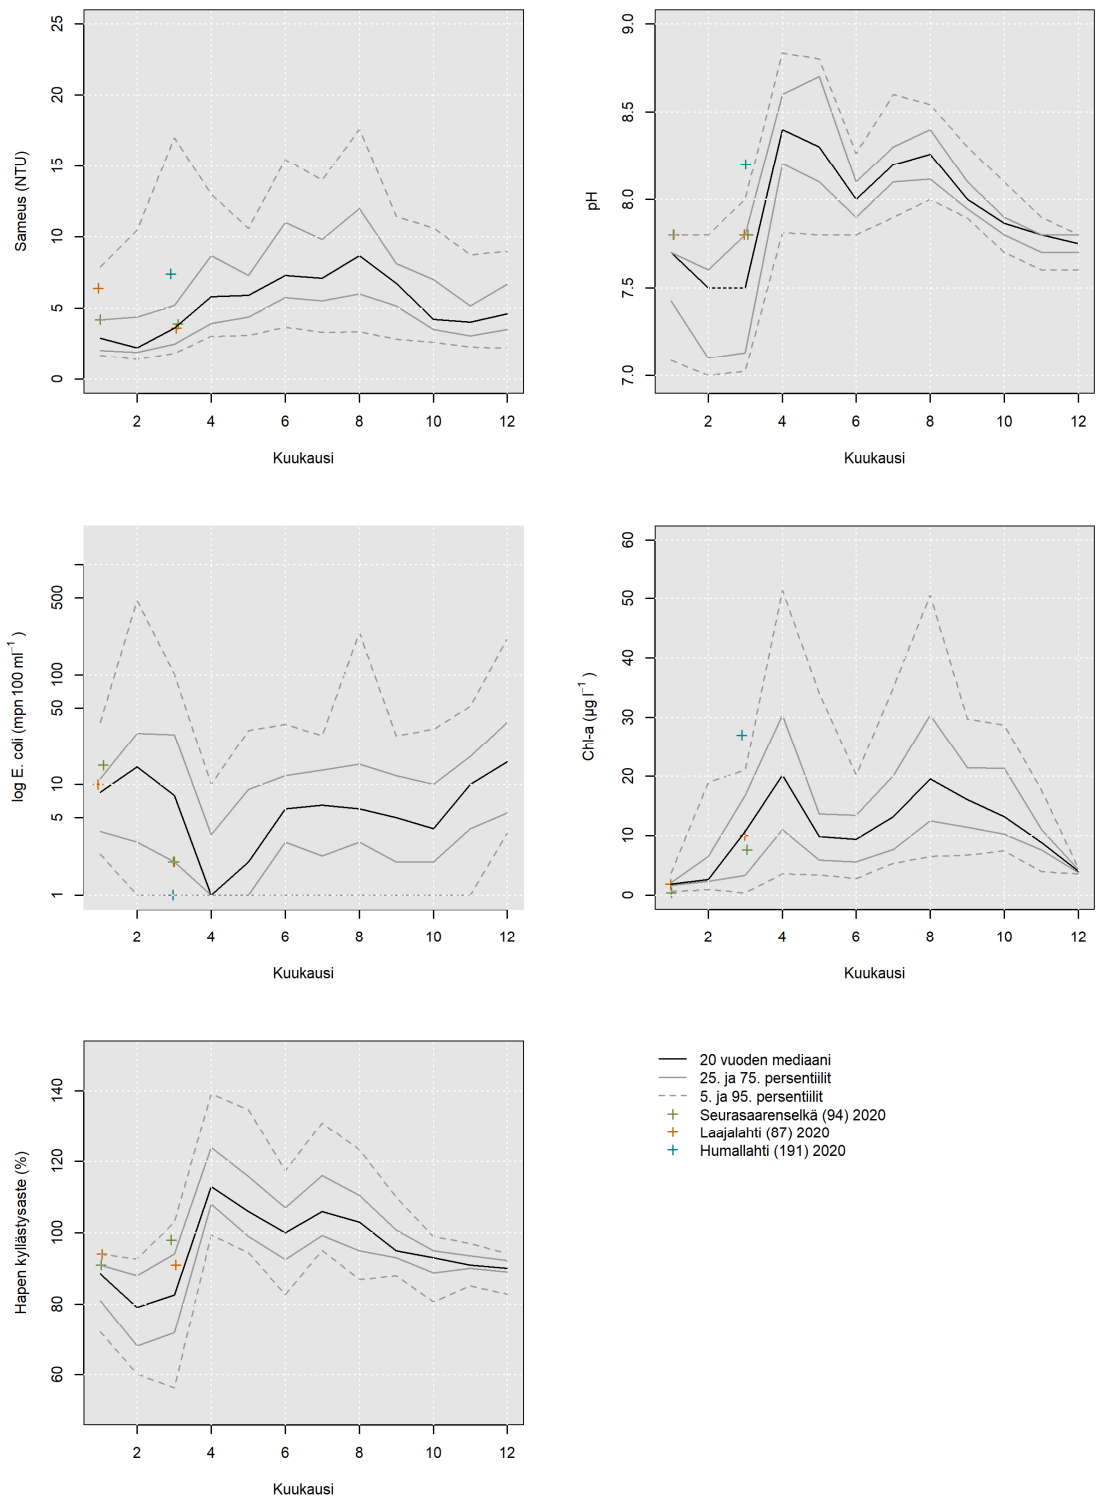 Sameus (NTU)
25
20
15
10
5
0
2 4 6 8 10 12
Kuukausi
pH
9.0
8.5
8.0
7.5
7.0
2 4 6 8 10 12
Kuukausi
log E. coli (mpn 100 ml⁻¹ )
500
100
50
10
5
1
2 4 6 8 10 12
Kuukausi
Chl-a (µg l⁻¹ )
60
50
40
30
20
10
0
2 4 6 8 10 12
Kuukausi
Hapen kyllästysaste (%)
140
120
100
80
60
2 4 6 8 10 12
Kuukausi
20 vuoden mediaani
25. ja 75. persentiilit
5. ja 95. persentiilit
Seurasaarenselkä (94) 2020
Laajalahti (87) 2020
Humallahti (191) 2020